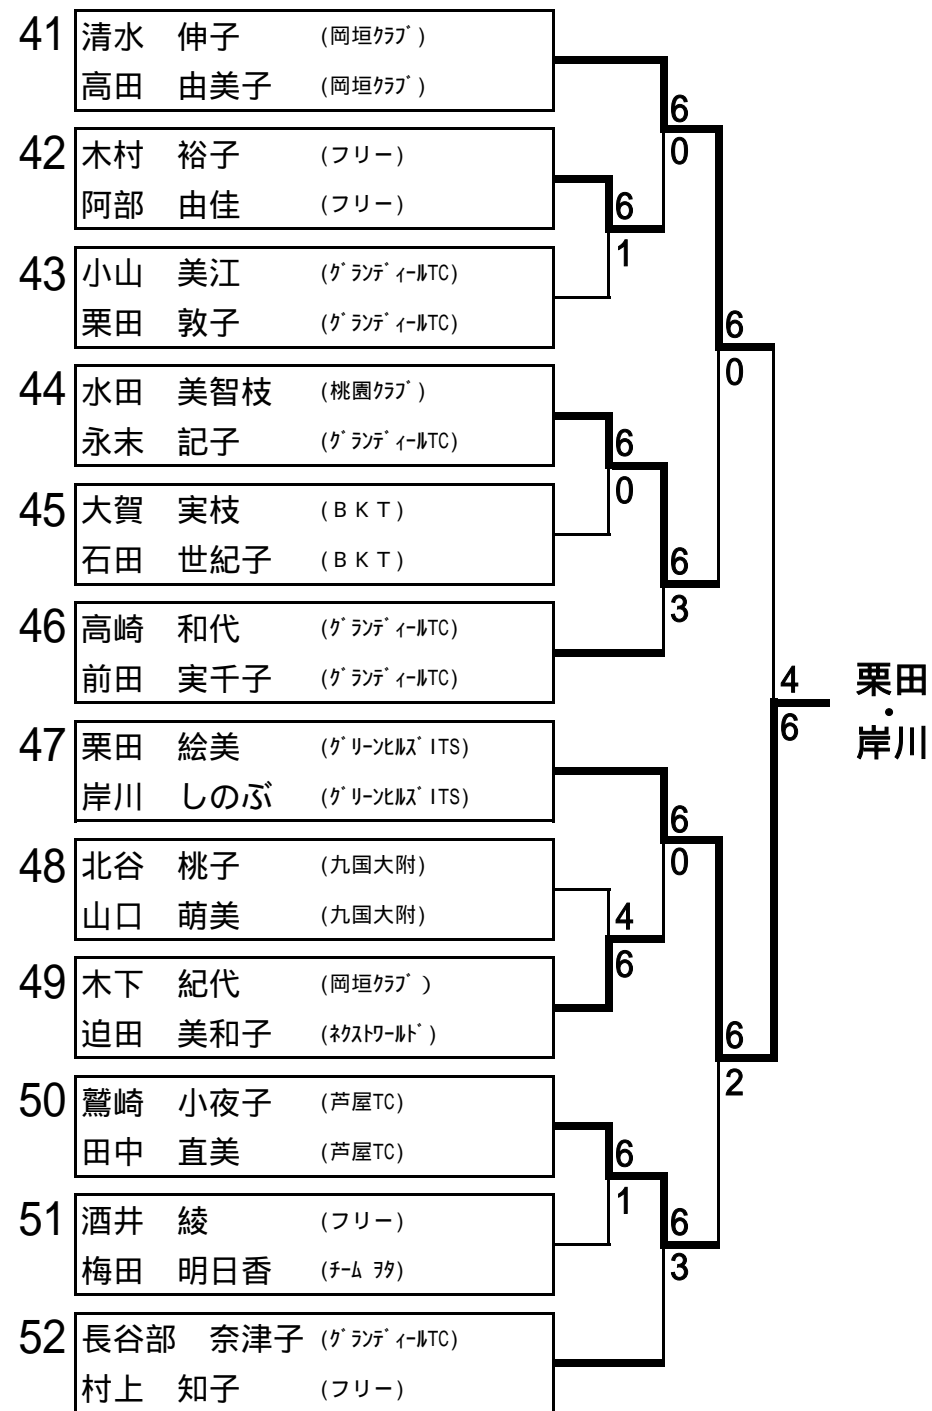 41
清水　伸子　(岡垣ｸﾗﾌﾞ)
高田　由美子　(岡垣ｸﾗﾌﾞ)
6
0
42
木村　裕子　(フリー)
阿部　由佳　(フリー)
6
1
43
小山　美江　(ｸﾞﾗﾝﾃﾞｨｰﾙTC)
栗田　敦子　(ｸﾞﾗﾝﾃﾞｨｰﾙTC)
6
0
44
水田　美智枝　(桃園ｸﾗﾌﾞ)
永末　記子　(ｸﾞﾗﾝﾃﾞｨｰﾙTC)
6
0
45
大賀　実枝　(ＢＫＴ)
石田　世紀子　(ＢＫＴ)
6
3
46
高崎　和代　(ｸﾞﾗﾝﾃﾞｨｰﾙTC)
前田　実千子　(ｸﾞﾗﾝﾃﾞｨｰﾙTC)
4
6
栗田
・
岸川
47
栗田　絵美　(ｸﾞﾘｰﾝﾋﾙｽﾞITS)
岸川　しのぶ　(ｸﾞﾘｰﾝﾋﾙｽﾞITS)
6
0
48
北谷　桃子　(九国大附)
山口　萌美　(九国大附)
4
6
49
木下　紀代　(岡垣ｸﾗﾌﾞ）
迫田　美和子　(ﾈｸｽﾄﾜｰﾙﾄﾞ)
6
2
50
鷲崎　小夜子　(芦屋TC)
田中　直美　(芦屋TC)
6
1
51
酒井　綾　(フリー)
梅田　明日香　(ﾁｰﾑ ｦﾀ)
6
3
52
長谷部　奈津子　(ｸﾞﾗﾝﾃﾞｨｰﾙTC)
村上　知子　(フリー)